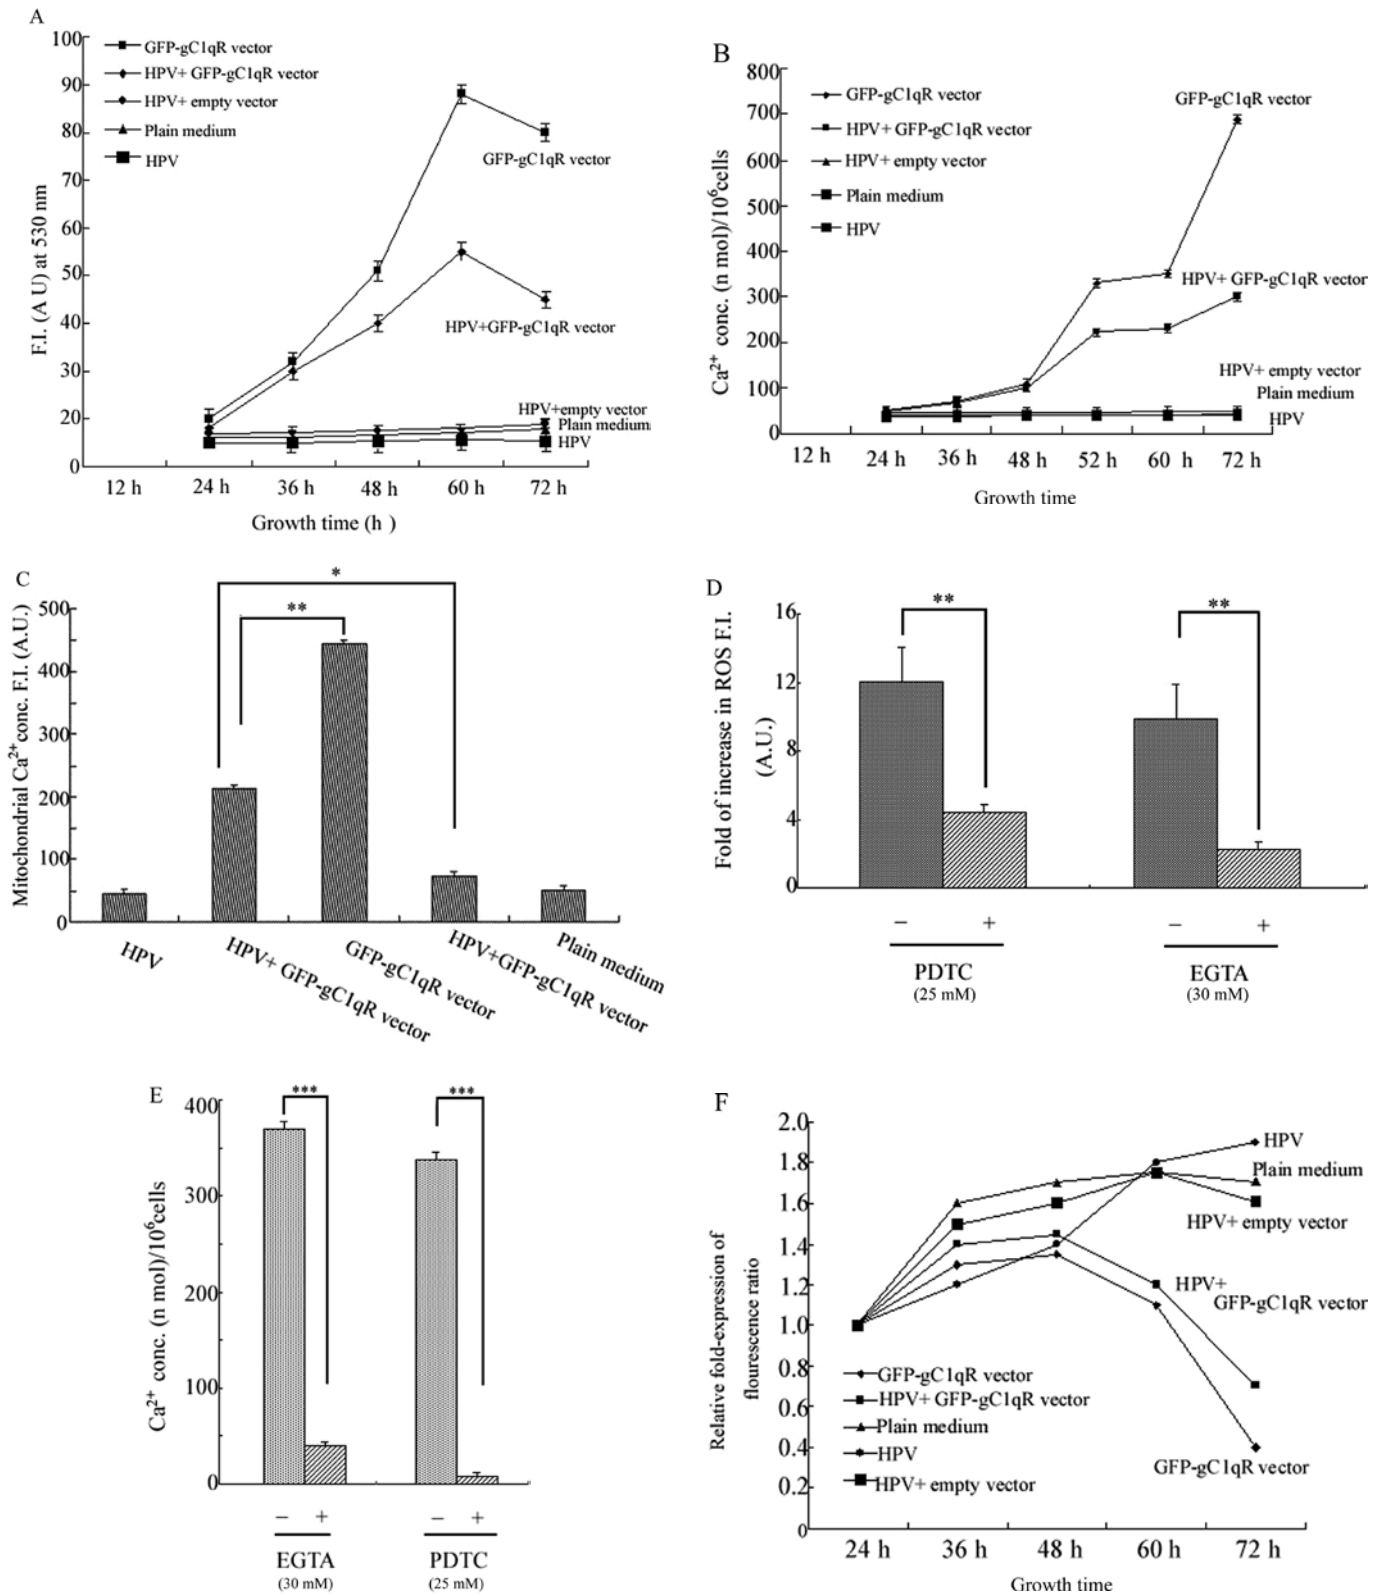 A
100
90
80
70
60
50
40
30
20
10
0
F.I. (A U) at 530 nm
GFP-gC1qR vector
HPV+ GFP-gC1qR vector
HPV+ empty vector
Plain medium
HPV
GFP-gC1qR vector
HPV+GFP-gC1qR vector
HPV+empty vector
Plain medium
HPV
12 h 24 h 36 h 48 h 60 h 72 h
Growth time (h )
B
800
700
600
500
400
300
200
100
0
Ca2+ conc. (n mol)/10⁶cells
GFP-gC1qR vector
HPV+ GFP-gC1qR vector
HPV+ empty vector
Plain medium
HPV
GFP-gC1qR vector
HPV+ GFP-gC1qR vector
HPV+ empty vector
Plain medium
HPV
12 h 24 h 36 h 48 h 52 h 60 h 72 h
Growth time
C
500
400
300
200
100
0
Mitochondrial Ca²⁺conc. F.I. (A.U.)
*
**
HPV
HPV+ GFP-gC1qR vector
GFP-gC1qR vector
HPV+GFP-gC1qR vector
Plain medium
D
16
12
8
4
0
Fold of increase in ROS F.I.
(A.U.)
**
**
− + − +
PDTC EGTA
(25 mM) (30 mM)
E
400
300
200
100
0
Ca²⁺ conc. (n mol)/10⁶cells
***
***
− + − +
EGTA PDTC
(30 mM) (25 mM)
F
2.0
1.8
1.6
1.4
1.2
1.0
0.8
0.6
0.4
0.2
0
Relative fold-expression of
flourescence ratio
HPV
Plain medium
HPV+ empty vector
HPV+
GFP-gC1qR vector
GFP-gC1qR vector
HPV+ GFP-gC1qR vector
Plain medium
HPV
HPV+ empty vector
GFP-gC1qR vector
24 h 36 h 48 h 60 h 72 h
Growth time